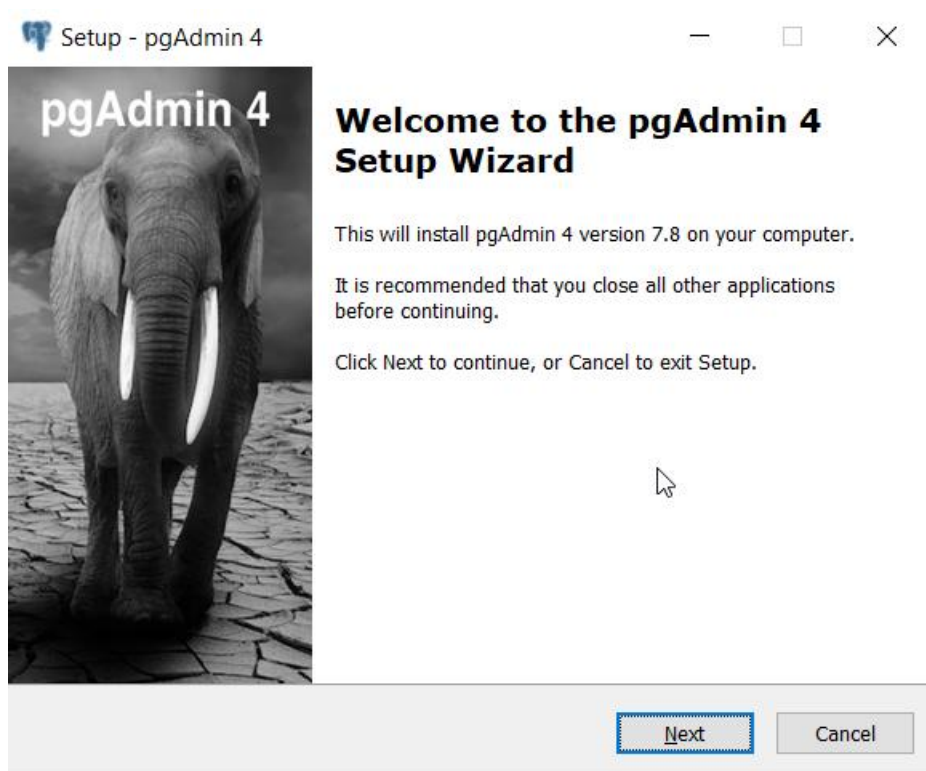 Setup - pgAdmin 4
pgAdmin 4
Welcome to the pgAdmin 4
Setup Wizard
This will install pgAdmin 4 version 7.8 on your computer.
It is recommended that you close all other applications
before continuing.
Click Next to continue, or Cancel to exit Setup.
Next
Cancel